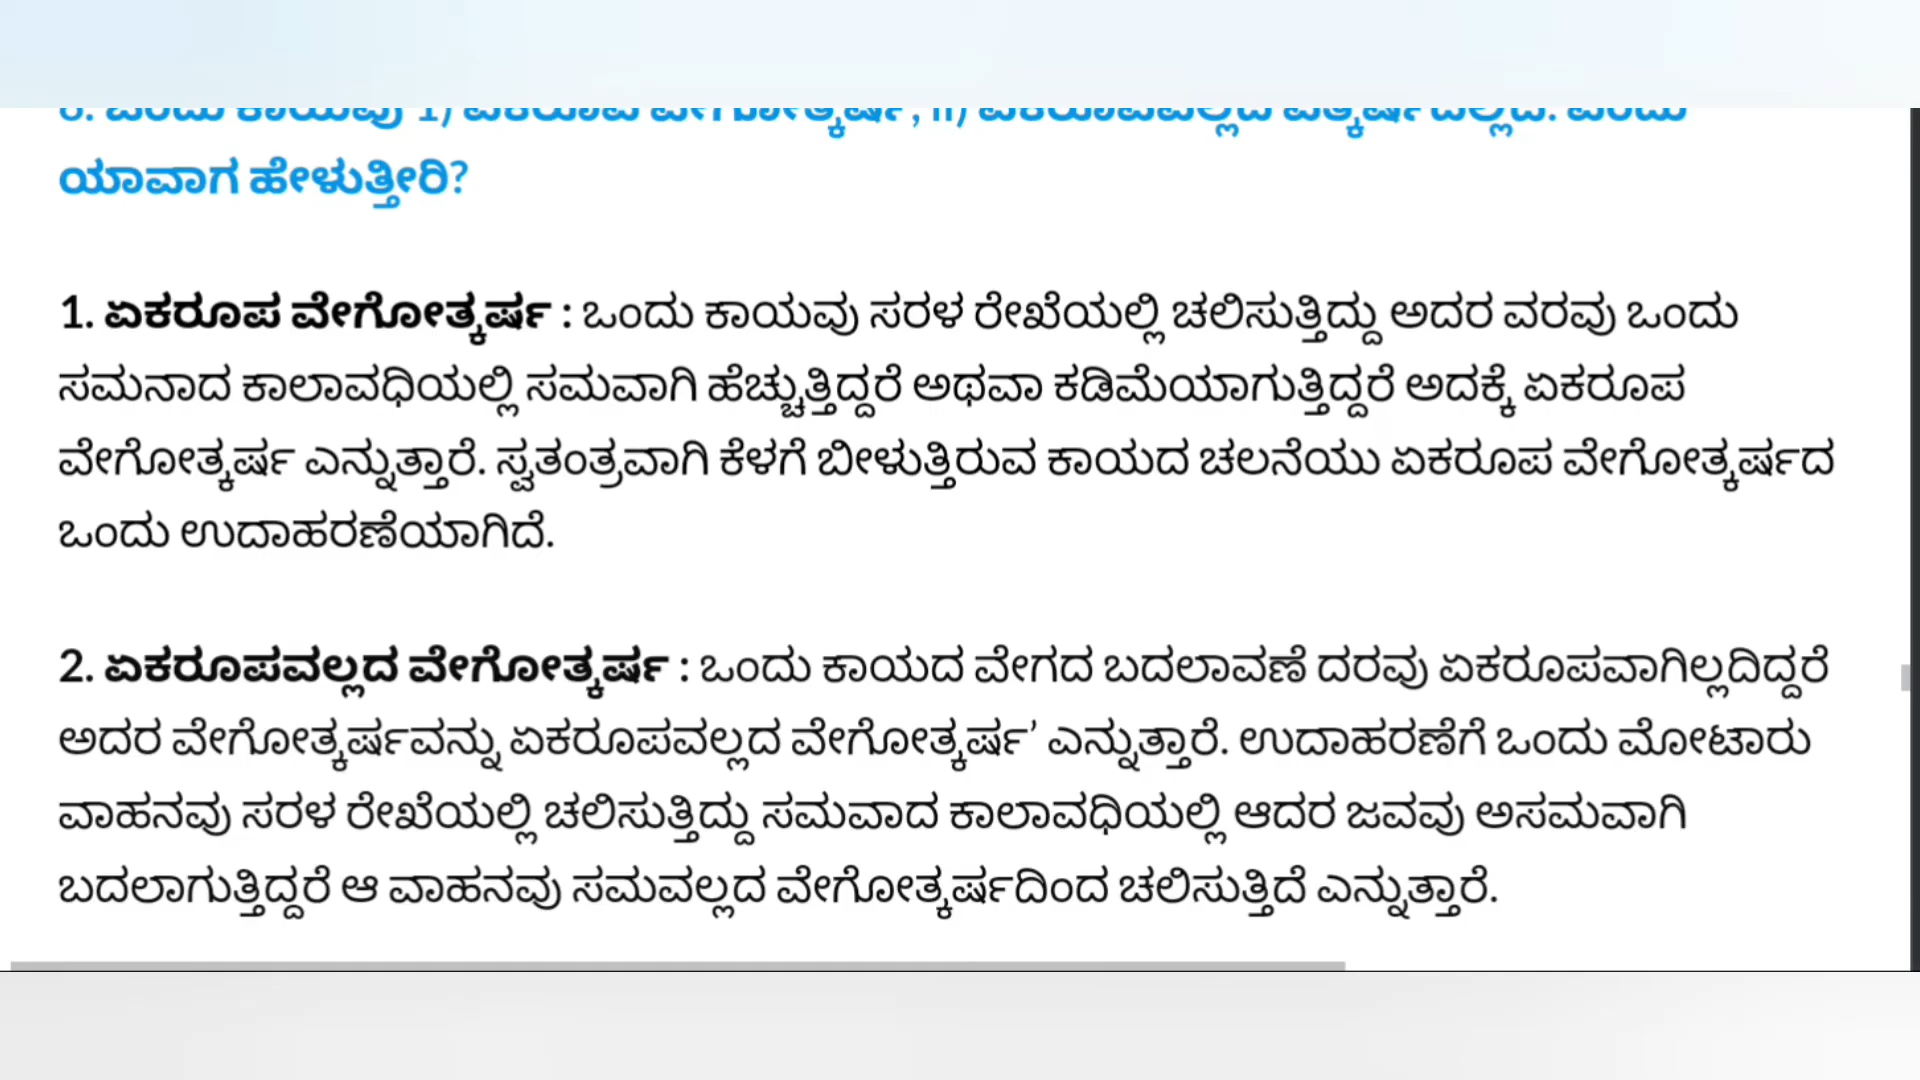 ಯಾವಾಗ ಹೇಳುತ್ತೀರಿ?
1. ಏಕರೂಪ ವೇಗೋತ್ಕರ್ಷ : ಒಂದು ಕಾಯವು ಸರಳ ರೇಖೆಯಲ್ಲಿ ಚಲಿಸುತ್ತಿದ್ದು ಅದರ ವರವು ಒಂದು
ಸಮನಾದ ಕಾಲಾವಧಿಯಲ್ಲಿ ಸಮವಾಗಿ ಹೆಚ್ಚುತ್ತಿದ್ದರೆ ಅಥವಾ ಕಡಿಮೆಯಾಗುತ್ತಿದ್ದರೆ ಅದಕ್ಕೆ ಏಕರೂಪ
ವೇಗೋತ್ಕರ್ಷ ಎನ್ನುತ್ತಾರೆ. ಸ್ವತಂತ್ರವಾಗಿ ಕೆಳಗೆ ಬೀಳುತ್ತಿರುವ ಕಾಯದ ಚಲನೆಯು ಏಕರೂಪ ವೇಗೋತ್ಕರ್ಷದ
ಒಂದು ಉದಾಹರಣೆಯಾಗಿದೆ.
2. ಏಕರೂಪವಲ್ಲದ ವೇಗೋತ್ಕರ್ಷ : ಒಂದು ಕಾಯದ ವೇಗದ ಬದಲಾವಣೆ ದರವು ಏಕರೂಪವಾಗಿಲ್ಲದಿದ್ದರೆ
ಅದರ ವೇಗೋತ್ಕರ್ಷವನ್ನು ಏಕರೂಪವಲ್ಲದ ವೇಗೋತ್ಕರ್ಷ’ ಎನ್ನುತ್ತಾರೆ. ಉದಾಹರಣೆಗೆ ಒಂದು ಮೋಟಾರು
ವಾಹನವು ಸರಳ ರೇಖೆಯಲ್ಲಿ ಚಲಿಸುತ್ತಿದ್ದು ಸಮವಾದ ಕಾಲಾವಧಿಯಲ್ಲಿ ಆದರ ಜವವು ಅಸಮವಾಗಿ
ಬದಲಾಗುತ್ತಿದ್ದರೆ ಆ ವಾಹನವು ಸಮವಲ್ಲದ ವೇಗೋತ್ಕರ್ಷದಿಂದ ಚಲಿಸುತ್ತಿದೆ ಎನ್ನುತ್ತಾರೆ.